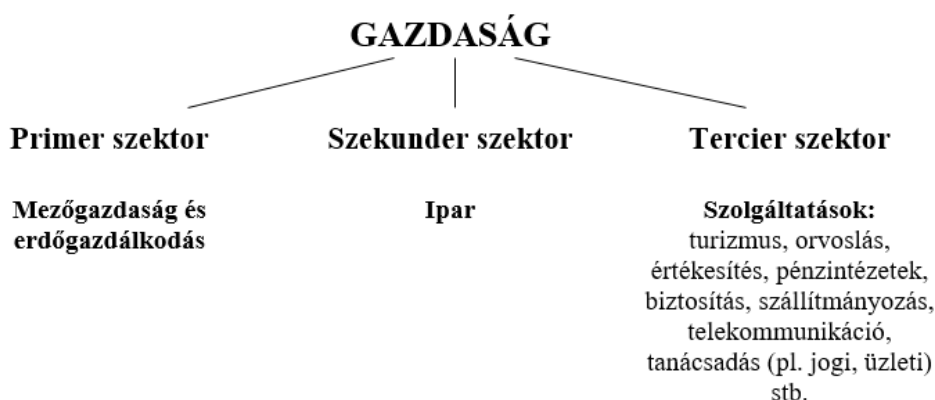 GAZDASÁG
Primer szektor
Szekunder szektor
Tercier szektor
Mezőgazdaság és
erdőgazdálkodás
Ipar
Szolgáltatások:
turizmus, orvoslás,
értékesítés, pénzintézetek,
biztosítás, szállítmányozás,
telekommunikáció,
tanácsadás (pl. jogi, üzleti)
stb.